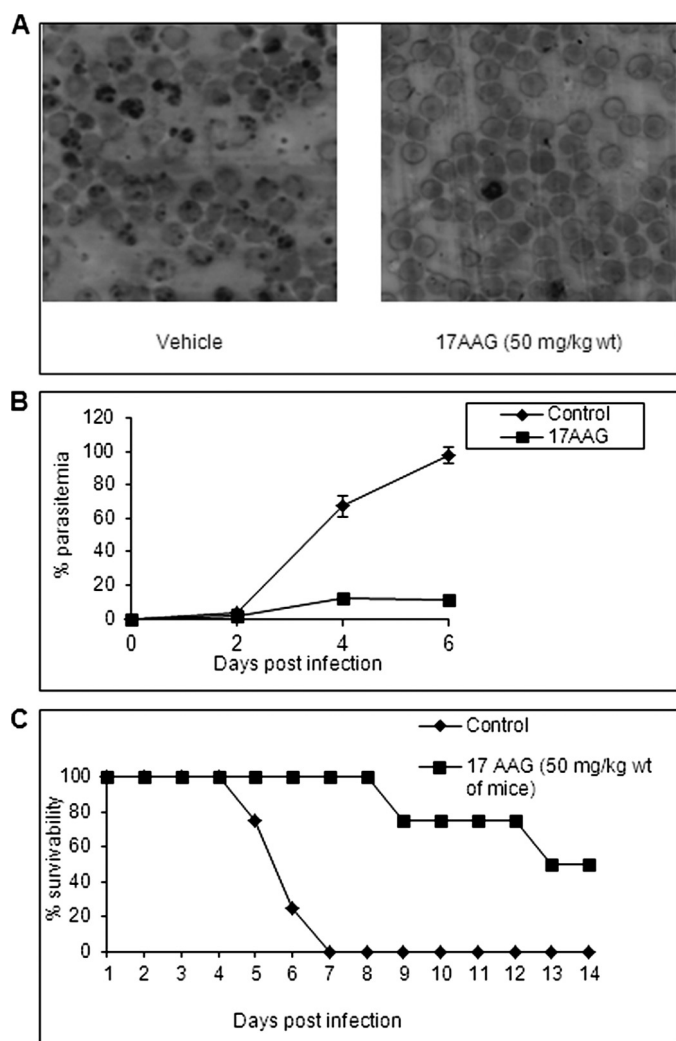 A
Vehicle
17AAG (50 mg/kg wt)
B
% parasitemia
120
100
80
60
40
20
0
0 2 4 6
Days post infection
Control
17AAG
C
Control
17 AAG (50 mg/kg wt
of mice)
% survivability
100
80
60
40
20
0
1 2 3 4 5 6 7 8 9 10 11 12 13 14
Days post infection